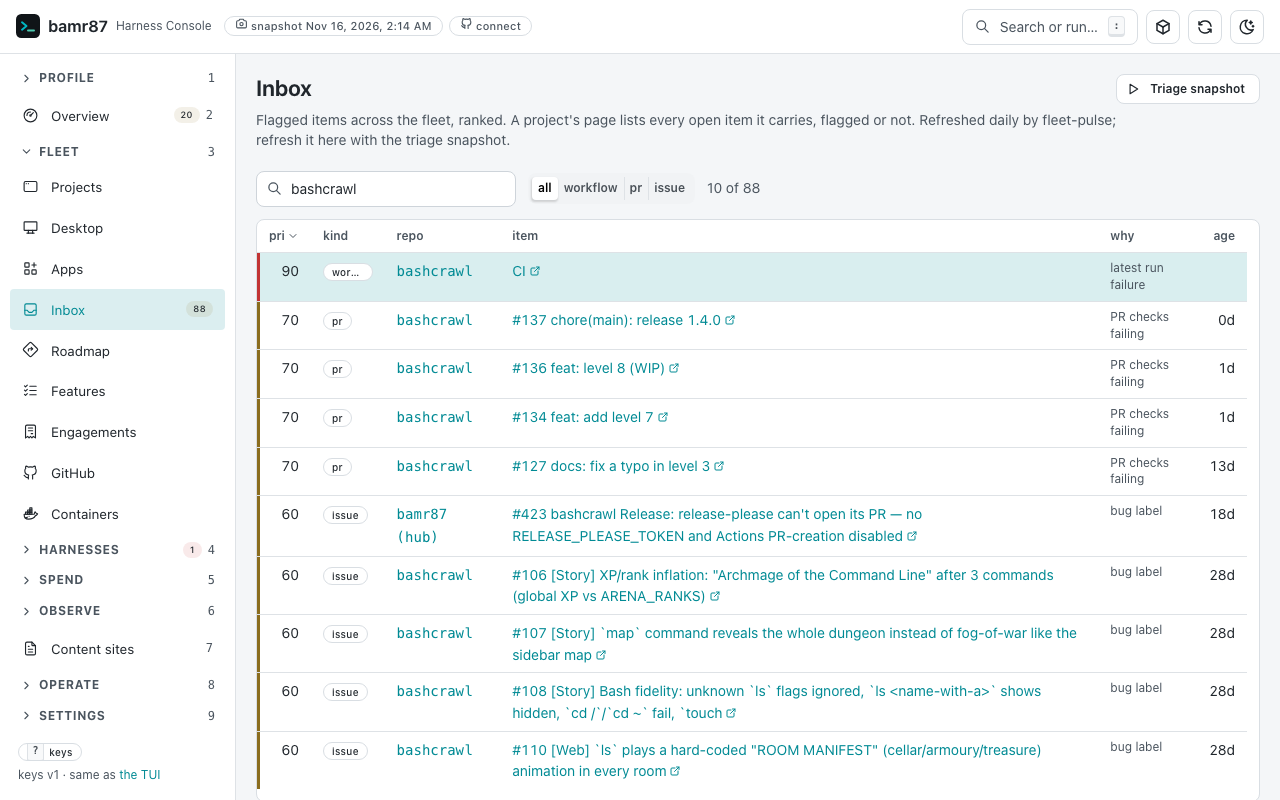 bamr87 Harness Console snapshot Nov 16, 2026, 2:14 AM connect Search or run... :
PROFILE 1
Overview 20 2
FLEET 3
Projects
Desktop
Apps
Inbox 88
Roadmap
Features
Engagements
GitHub
Containers
HARNESSES 1 4
SPEND 5
OBSERVE 6
Content sites 7
OPERATE 8
SETTINGS 9
? keys
keys v1 · same as the TUI
Inbox
Triage snapshot
Flagged items across the fleet, ranked. A project's page lists every open item it carries, flagged or not. Refreshed daily by fleet-pulse;
refresh it here with the triage snapshot.
bashcrawl all workflow pr issue 10 of 88
pri kind repo item why age
90 wor... bashcrawl CI latest run
failure
70 pr bashcrawl #137 chore(main): release 1.4.0 PR checks 0d
failing
70 pr bashcrawl #136 feat: level 8 (WIP) PR checks 1d
failing
70 pr bashcrawl #134 feat: add level 7 PR checks 1d
failing
70 pr bashcrawl #127 docs: fix a typo in level 3 PR checks 13d
failing
60 issue bamr87 #423 bashcrawl Release: release-please can't open its PR — no bug label 18d
(hub) RELEASE_PLEASE_TOKEN and Actions PR-creation disabled
60 issue bashcrawl #106 [Story] XP/rank inflation: "Archmage of the Command Line" after 3 commands bug label 28d
(global XP vs ARENA_RANKS)
60 issue bashcrawl #107 [Story] `map` command reveals the whole dungeon instead of fog-of-war like the bug label 28d
sidebar map
60 issue bashcrawl #108 [Story] Bash fidelity: unknown `ls` flags ignored, `ls <name-with-a>` shows bug label 28d
hidden, `cd /`/`cd ~` fail, `touch
60 issue bashcrawl #110 [Web] `ls` plays a hard-coded "ROOM MANIFEST" (cellar/armoury/treasure) bug label 28d
animation in every room